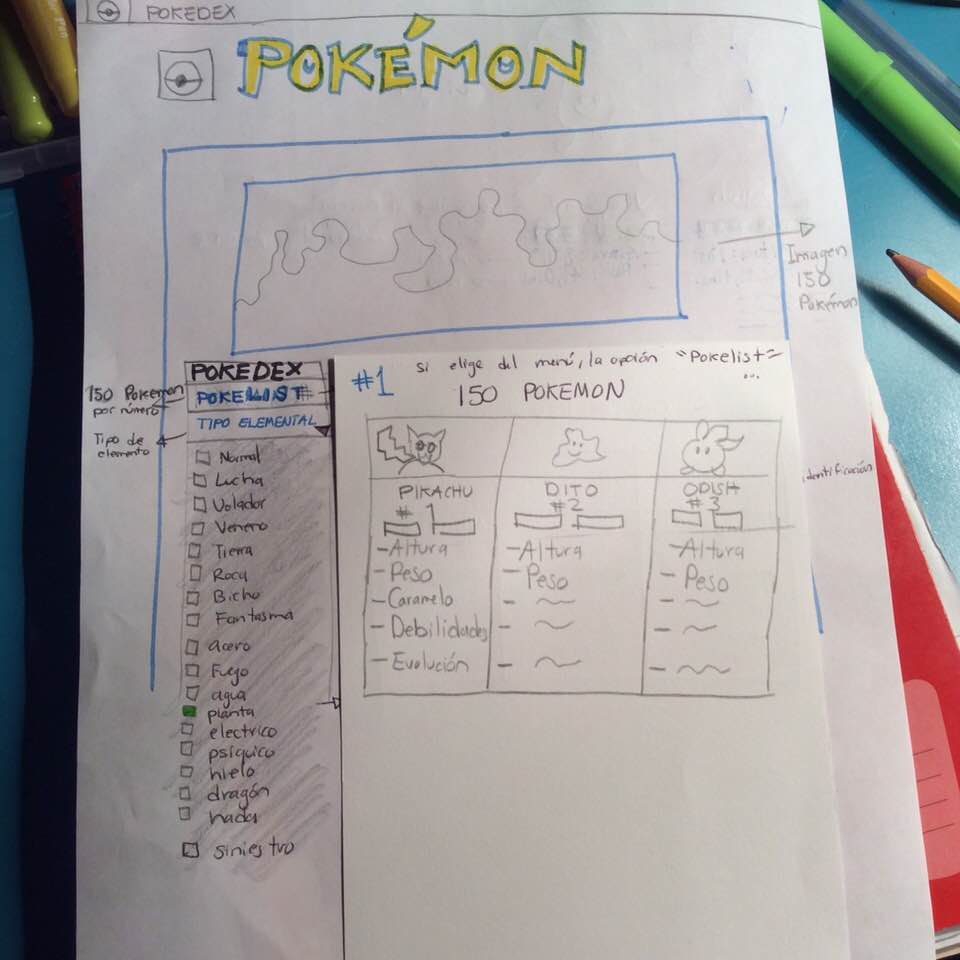 POKEDEX
POKÉMON
Imagen
150
Pokémon
POKEDEX
POKELIST #
TIPO ELEMENTAL
150 Pokemon
por número
Tipo de
elemento
Normal
Lucha
Volador
Veneno
Tierra
Roca
Bicho
Fantasma
acero
Fuego
agua
planta
electrico
psíquico
hielo
dragón
hada
siniestro
#1
si elige del menú, la opción "Pokelist"
...
150 POKEMON
PIKACHU
# 1
-Altura
-Peso
-Caramelo
-Debilidades
-Evolución
DITO
#2
-Altura
-Peso
ODISH
#3
-Altura
-Peso
identificación